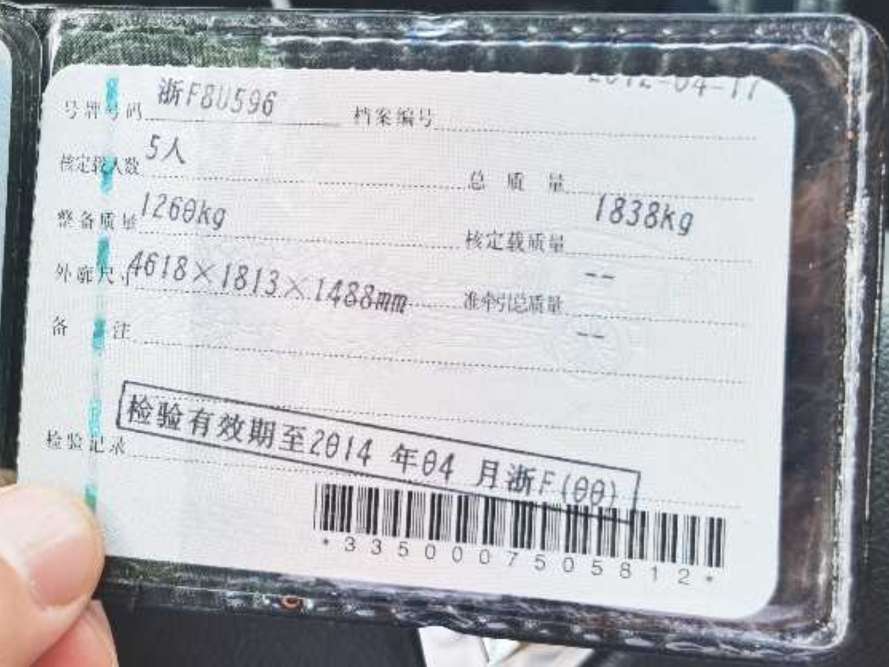 2012-04-17
号牌号码 浙F8U596 档案编号
核定载人数 5人 总质量 1838kg
整备质量 1260kg 核定载质量 --
外廓尺寸 4618×1813×1488mm 准牵引总质量 --
备注
检验记录 检验有效期至2014年04月浙F(00)
*3350007505812*